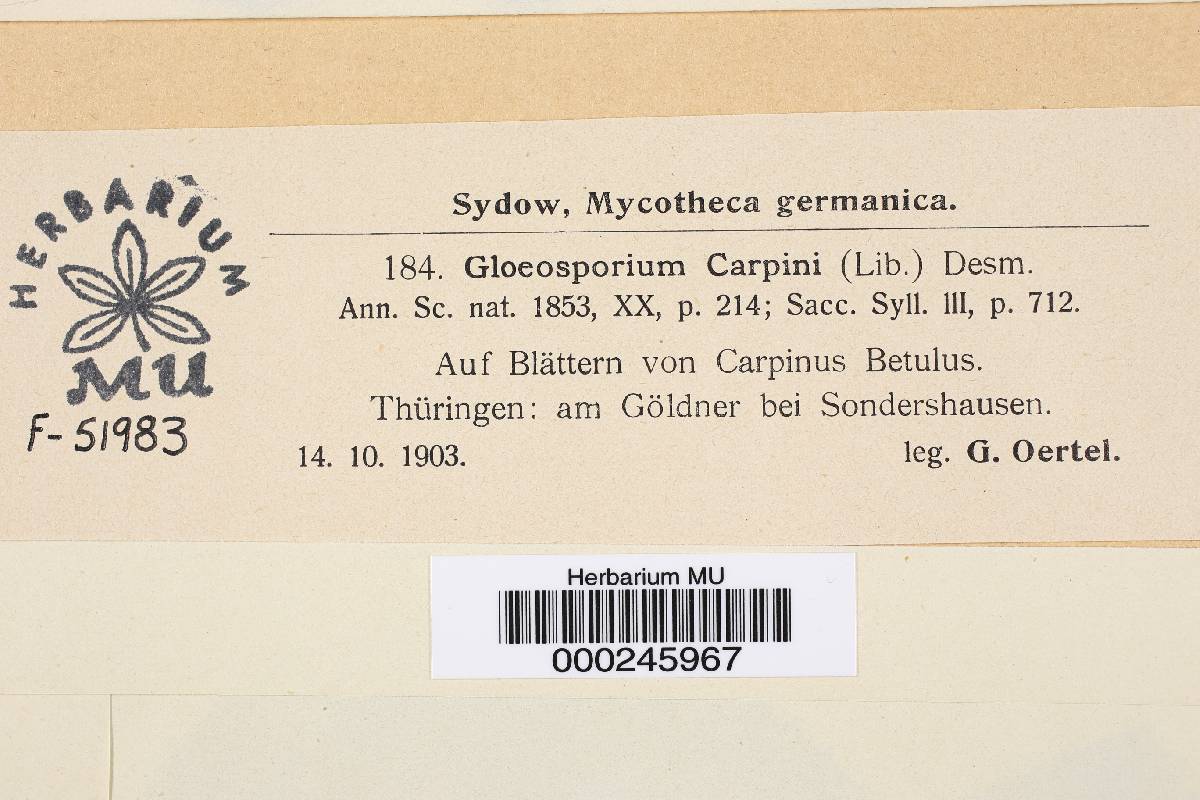 HERBARIUM
MU
F-51983
Sydow, Mycotheca germanica.
184. Gloeosporium Carpini (Lib.) Desm.
Ann. Sc. nat. 1853, XX, p. 214; Sacc. Syll. III, p. 712.
Auf Blättern von Carpinus Betulus.
Thüringen: am Göldner bei Sondershausen.
14. 10. 1903. leg. G. Oertel.
Herbarium MU
000245967